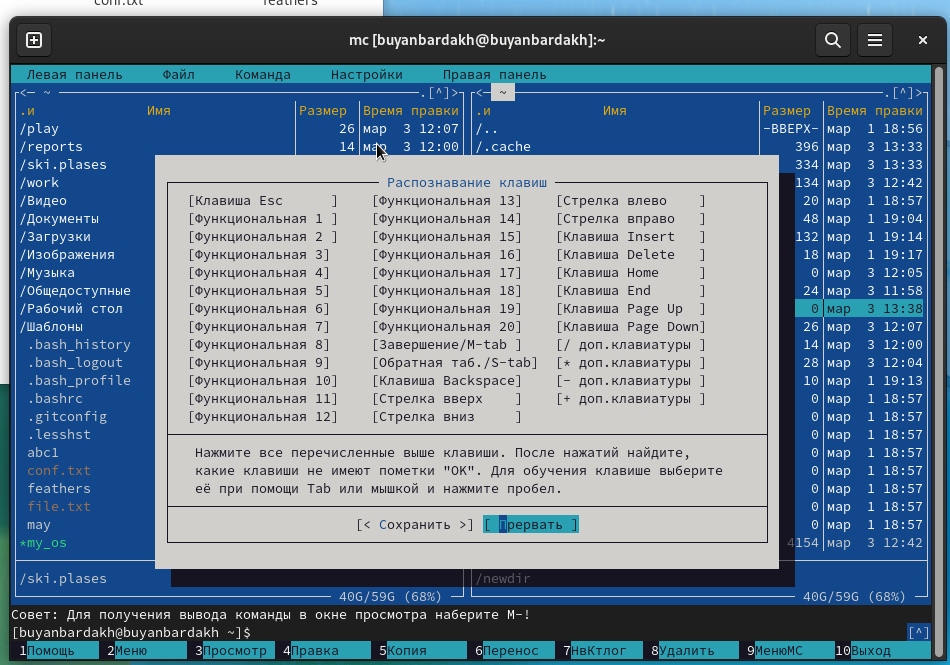 conf.txt feathers
mc [buyanbardakh@buyanbardakh]:~
Левая панель Файл Команда Настройки Правая панель
<─ ~ .[^]> <─ ~ .[^]>
.и Имя Размер Время правки .и Имя Размер Время правки
/play 26 мар 3 12:07 /.. -ВВЕРХ- мар 1 18:56
/reports 14 мар 3 12:00 /.cache 396 мар 3 13:33
/ski.plases 334 мар 3 13:33
/work 134 мар 3 12:42
Распознавание клавиш
/Видео [Клавиша Esc ] [Функциональная 13] [Стрелка влево ] 20 мар 1 18:57
/Документы [Функциональная 1 ] [Функциональная 14] [Стрелка вправо ] 48 мар 1 19:04
/Загрузки [Функциональная 2 ] [Функциональная 15] [Клавиша Insert ] 132 мар 1 19:14
/Изображения [Функциональная 3] [Функциональная 16] [Клавиша Delete ] 18 мар 1 19:17
/Музыка [Функциональная 4] [Функциональная 17] [Клавиша Home ] 0 мар 3 12:05
/Общедоступные [Функциональная 5] [Функциональная 18] [Клавиша End ] 24 мар 3 11:58
/Рабочий стол [Функциональная 6] [Функциональная 19] [Клавиша Page Up ] 0 мар 3 13:38
/Шаблоны [Функциональная 7] [Функциональная 20] [Клавиша Page Down] 26 мар 3 12:07
.bash_history [Функциональная 8] [Завершение/M-tab ] [/ доп.клавиатуры ] 14 мар 3 12:00
.bash_logout [Функциональная 9] [Обратная таб./S-tab] [* доп.клавиатуры ] 28 мар 3 12:04
.bash_profile [Функциональная 10] [Клавиша Backspace] [- доп.клавиатуры ] 10 мар 3 19:13
.bashrc [Функциональная 11] [Стрелка вверх ] [+ доп.клавиатуры ] 0 мар 1 18:57
.gitconfig [Функциональная 12] [Стрелка вниз ] 0 мар 1 18:57
.lesshst 0 мар 1 18:57
abc1 Нажмите все перечисленные выше клавиши. После нажатий найдите, 0 мар 1 18:57
conf.txt какие клавиши не имеют пометки "OK". Для обучения клавише выберите 0 мар 1 18:57
feathers её при помощи Tab или мышкой и нажмите пробел. 0 мар 1 18:57
file.txt 0 мар 1 18:57
may [< Сохранить >] [ Прервать ] 0 мар 1 18:57
*my_os 4154 мар 3 12:42
/ski.plases /newdir
40G/59G (68%) 40G/59G (68%)
Совет: Для получения вывода команды в окне просмотра наберите M-!
[buyanbardakh@buyanbardakh ~]$ [^]
1Помощь 2Меню 3Просмотр 4Правка 5Копия 6Перенос 7НвКтлог 8Удалить 9МенюМС 10Выход